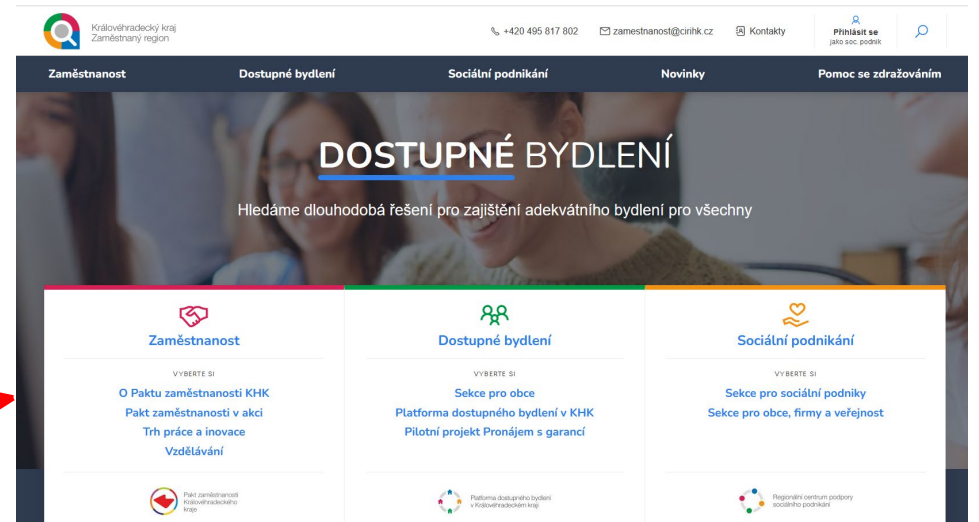 Královéhradecký kraj
Zaměstnaný region
+420 495 817 802
zamestnanost@cirihk.cz
Kontakty
Přihlásit se
jako soc. podnik
Zaměstnanost
Dostupné bydlení
Sociální podnikání
Novinky
Pomoc se zdražováním
DOSTUPNÉ BYDLENÍ
Hledáme dlouhodobá řešení pro zajištění adekvátního bydlení pro všechny
Zaměstnanost
VYBERTE SI
O Paktu zaměstnanosti KHK
Pakt zaměstnanosti v akci
Trh práce a inovace
Vzdělávání
Pakt zaměstnanosti
Královéhradeckého
kraje
Dostupné bydlení
VYBERTE SI
Sekce pro obce
Platforma dostupného bydlení v KHK
Pilotní projekt Pronájem s garancí
Platforma dostupného bydlení
v Královéhradeckém kraji
Sociální podnikání
VYBERTE SI
Sekce pro sociální podniky
Sekce pro obce, firmy a veřejnost
Regionální centrum podpory
sociálního podnikání